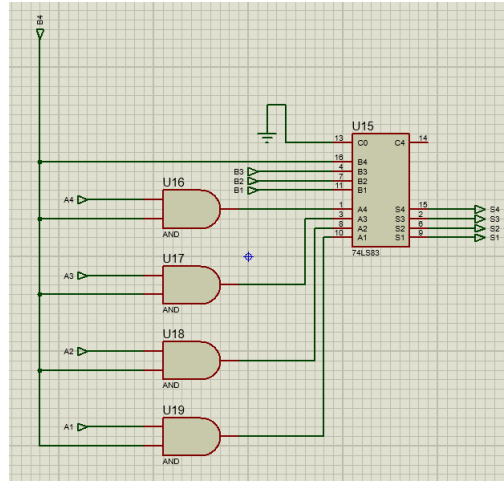 B4
U15
13 C0 C4 14
16 B4
B3 4 B3
B2 7 B2
B1 11 B1
U16
A4
AND
1 A4 S4 15 S4
3 A3 S3 2 S3
8 A2 S2 6 S2
10 A1 S1 9 S1
74LS83
U17
A3
AND
U18
A2
AND
U19
A1
AND